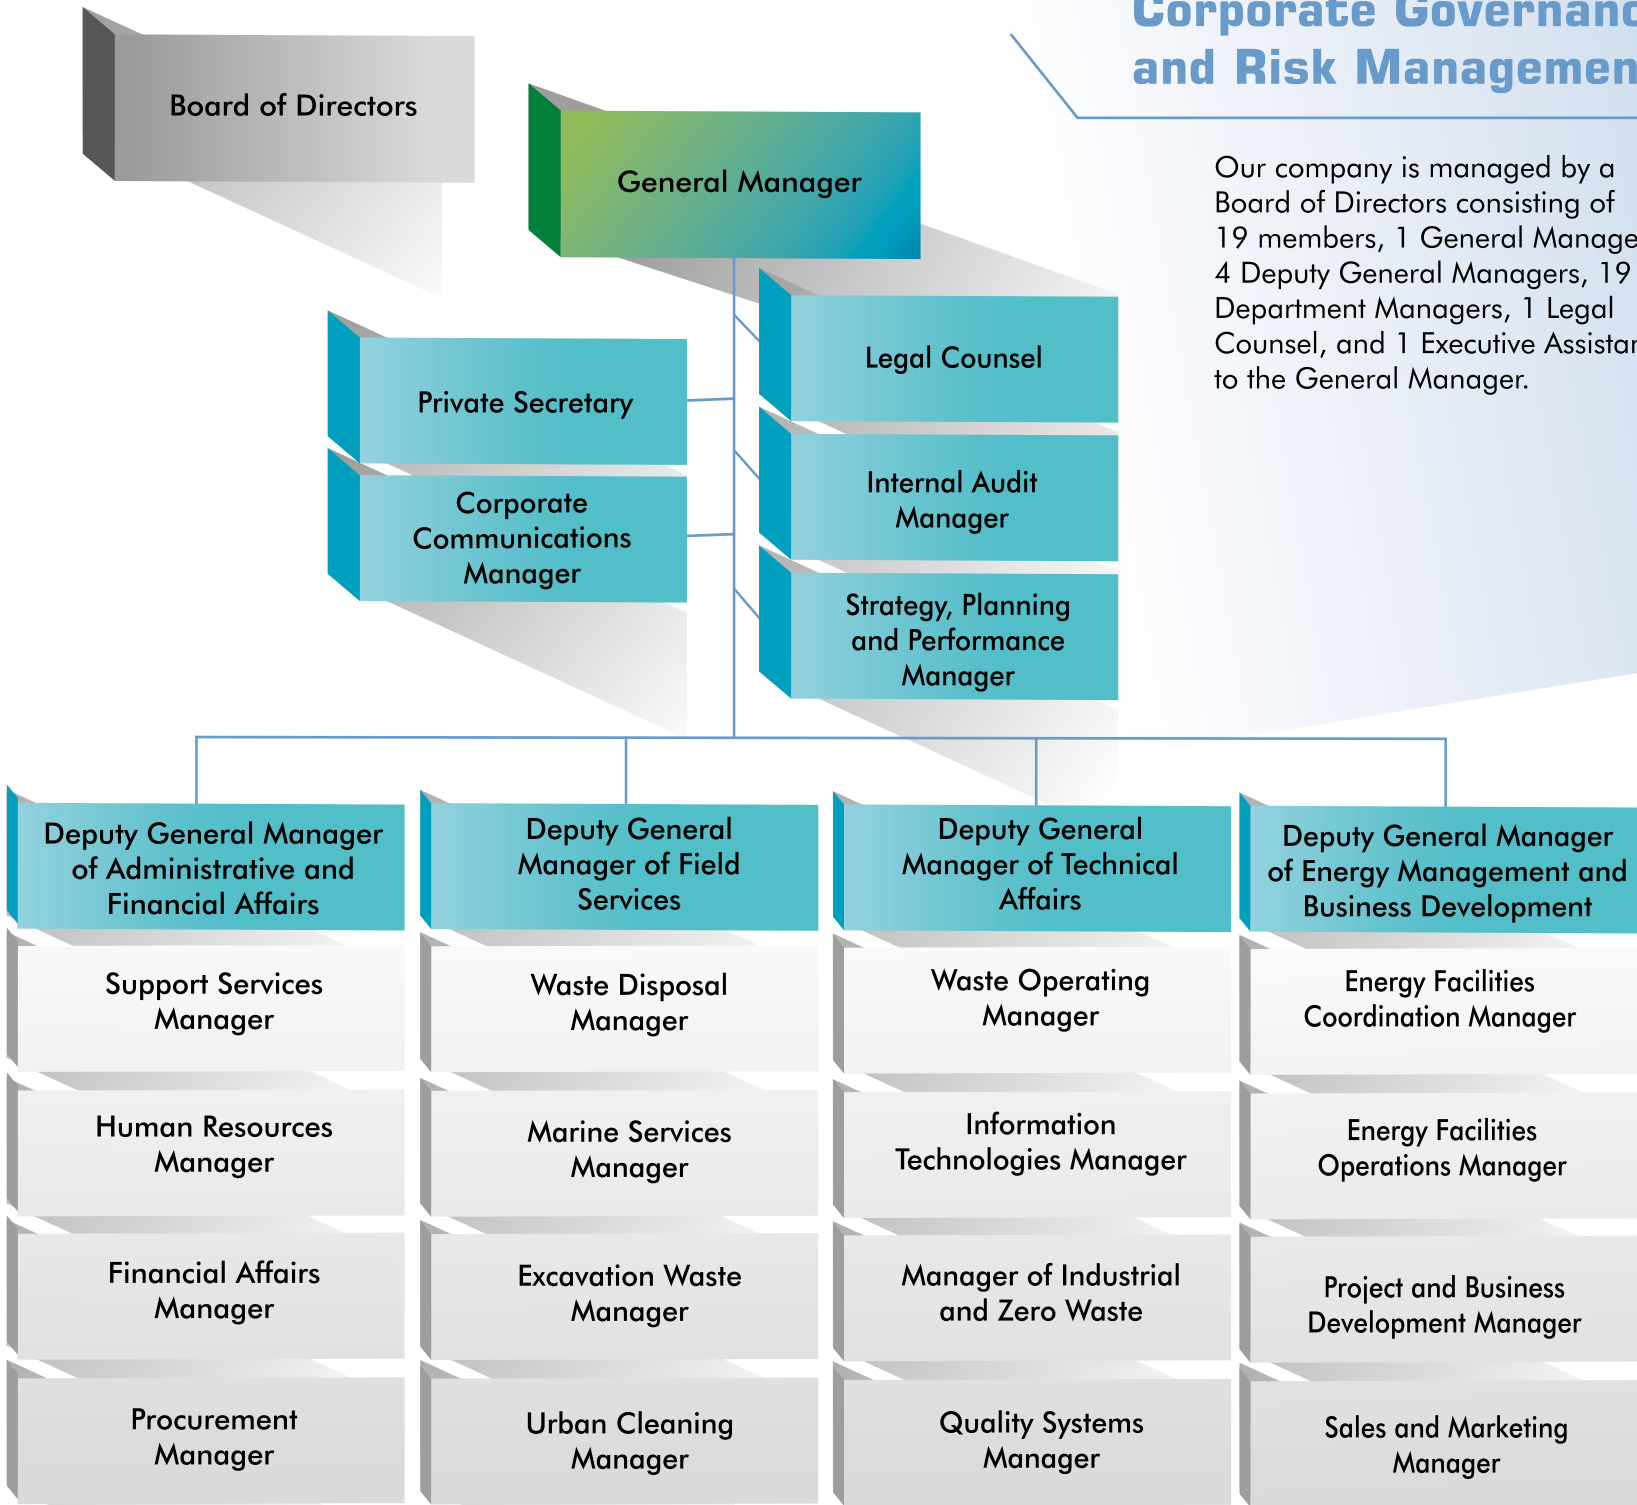 Corporate Governanc
and Risk Managemen
Our company is managed by a
Board of Directors consisting of
19 members, 1 General Manage
4 Deputy General Managers, 19
Department Managers, 1 Legal
Counsel, and 1 Executive Assistan
to the General Manager.
Board of Directors
General Manager
Private Secretary
Corporate
Communications
Manager
Legal Counsel
Internal Audit
Manager
Strategy, Planning
and Performance
Manager
Deputy General Manager
of Administrative and
Financial Affairs
Support Services
Manager
Human Resources
Manager
Financial Affairs
Manager
Procurement
Manager
Deputy General
Manager of Field
Services
Waste Disposal
Manager
Marine Services
Manager
Excavation Waste
Manager
Urban Cleaning
Manager
Deputy General
Manager of Technical
Affairs
Waste Operating
Manager
Information
Technologies Manager
Manager of Industrial
and Zero Waste
Quality Systems
Manager
Deputy General Manager
of Energy Management and
Business Development
Energy Facilities
Coordination Manager
Energy Facilities
Operations Manager
Project and Business
Development Manager
Sales and Marketing
Manager